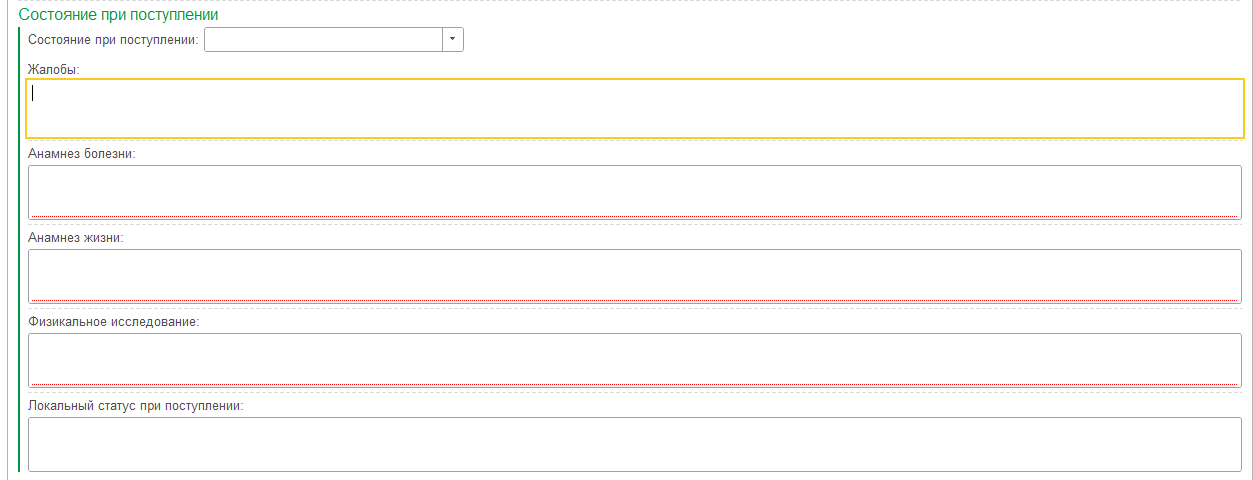 Состояние при поступлении
Состояние при поступлении:
Жалобы:
Анамнез болезни:
Анамнез жизни:
Физикальное исследование:
Локальный статус при поступлении: